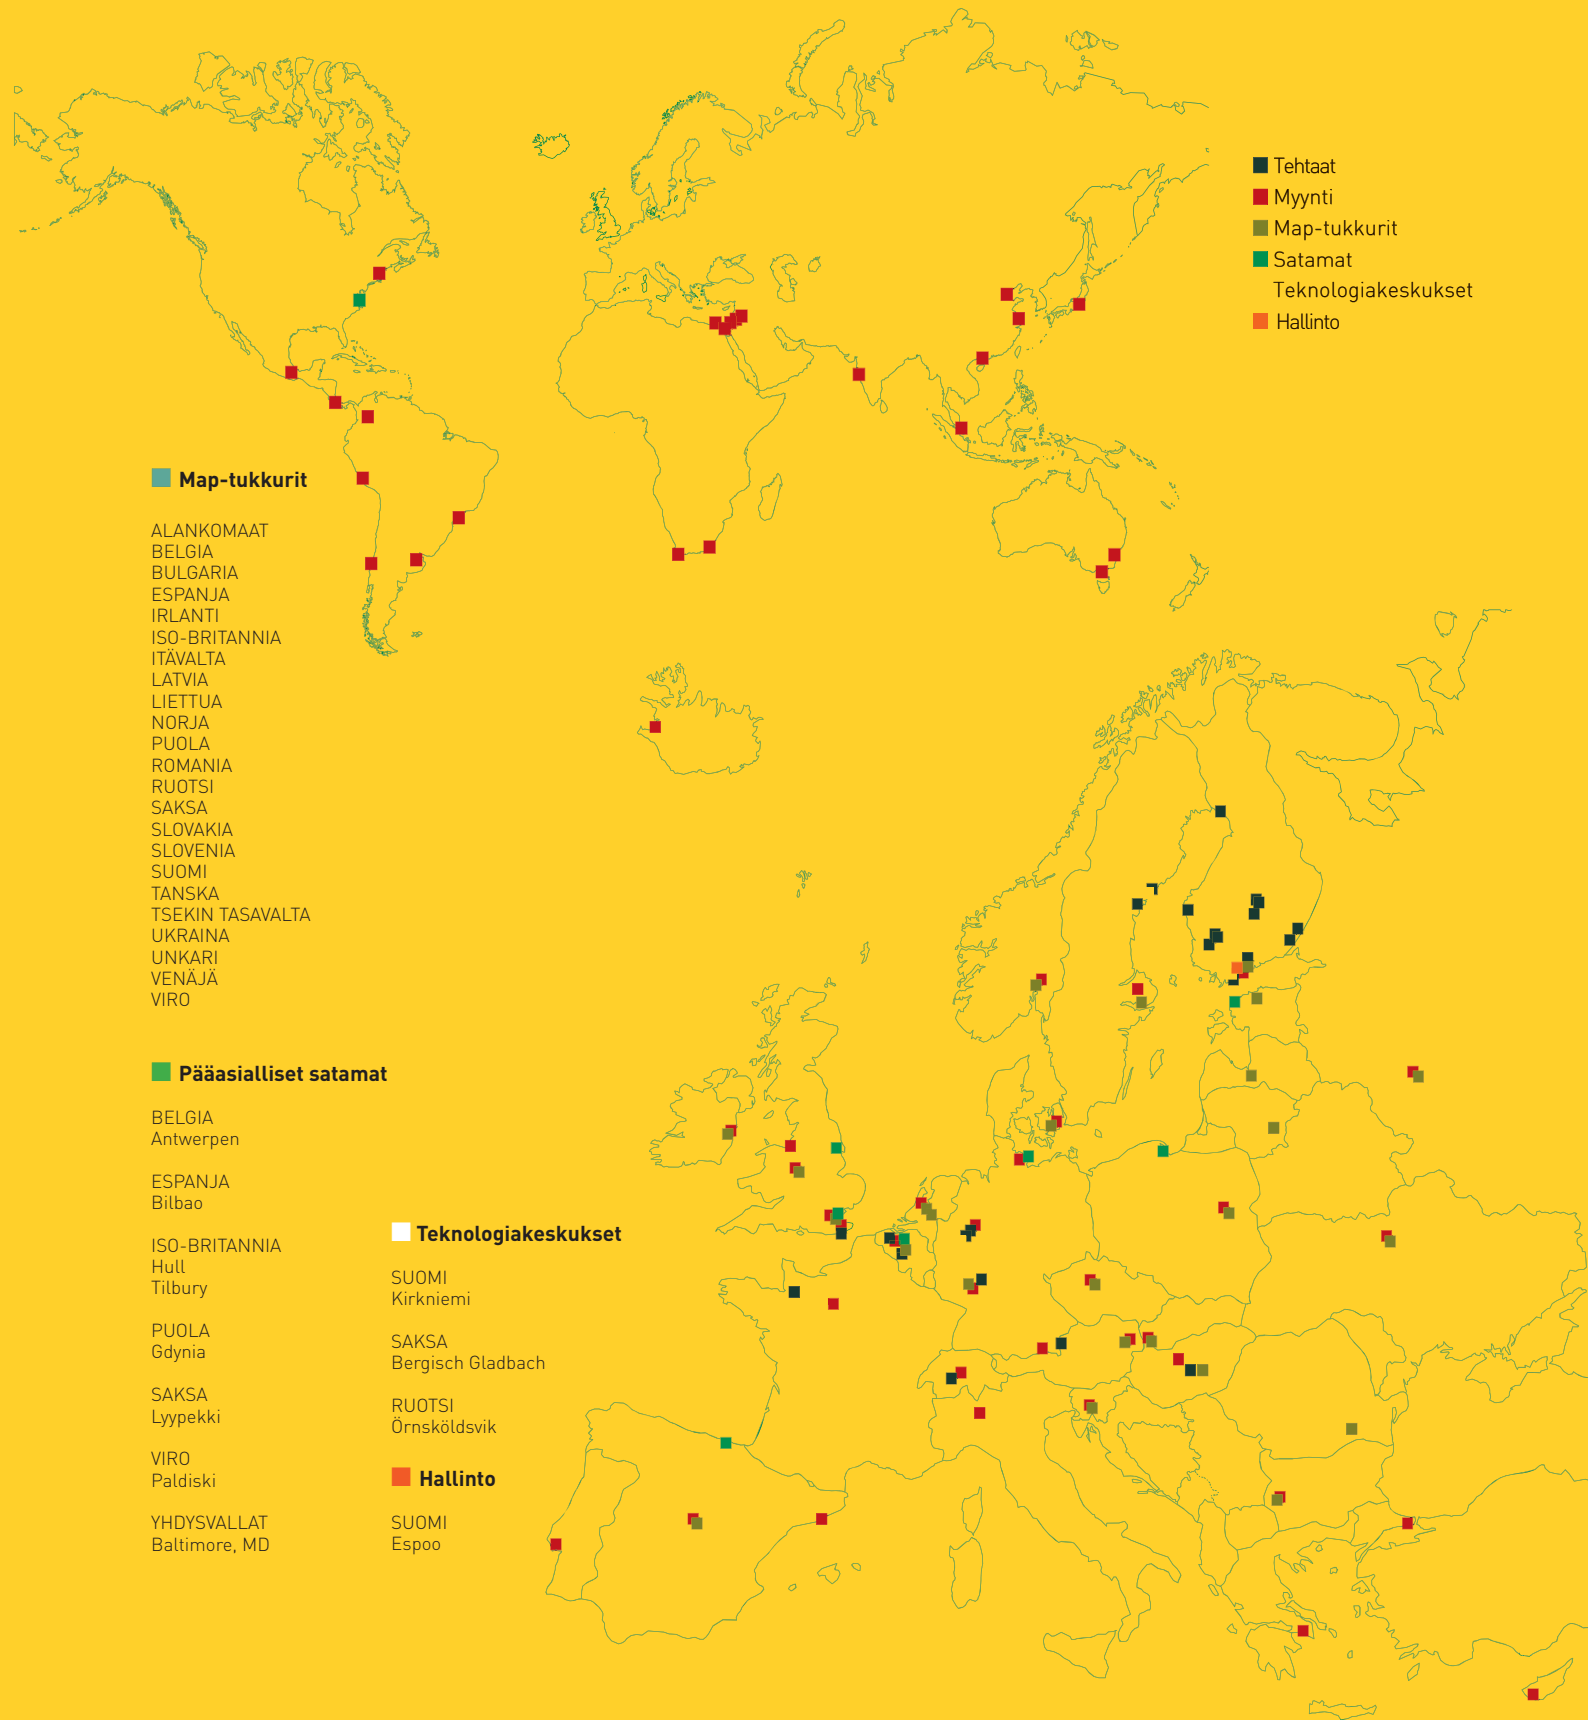 Tehtaat
Myynti
Map-tukkurit
Satamat
Teknologiakeskukset
Hallinto
Map-tukkurit
ALANKOMAAT
BELGIA
BULGARIA
ESPANJA
IRLANTI
ISO-BRITANNIA
ITÄVALTA
LATVIA
LIETTUA
NORJA
PUOLA
ROMANIA
RUOTSI
SAKSA
SLOVAKIA
SLOVENIA
SUOMI
TANSKA
TSEKIN TASAVALTA
UKRAINA
UNKARI
VENÄJÄ
VIRO
Pääasialliset satamat
BELGIA
Antwerpen
ESPANJA
Bilbao
ISO-BRITANNIA
Hull
Tilbury
PUOLA
Gdynia
SAKSA
Lyypekki
VIRO
Paldiski
YHDYSVALLAT
Baltimore, MD
Teknologiakeskukset
SUOMI
Kirkniemi
SAKSA
Bergisch Gladbach
RUOTSI
Örnsköldsvik
Hallinto
SUOMI
Espoo